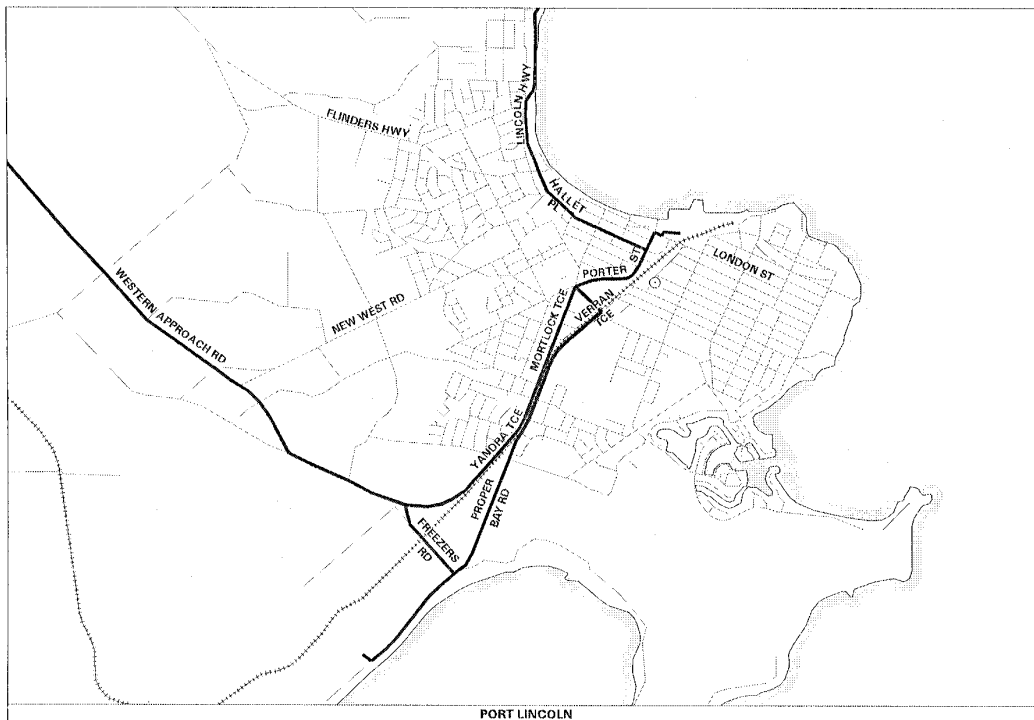 LINCOLN HWY
FLINDERS HWY
HALLET
PL
LONDON ST
PORTER
ST
WESTERN APPROACH RD
NEW WEST RD
MORTLOCK TCE
VERRAN
TCE
YANDRA TCE
PROPER
BAY RD
FREEZERS
RD
PORT LINCOLN